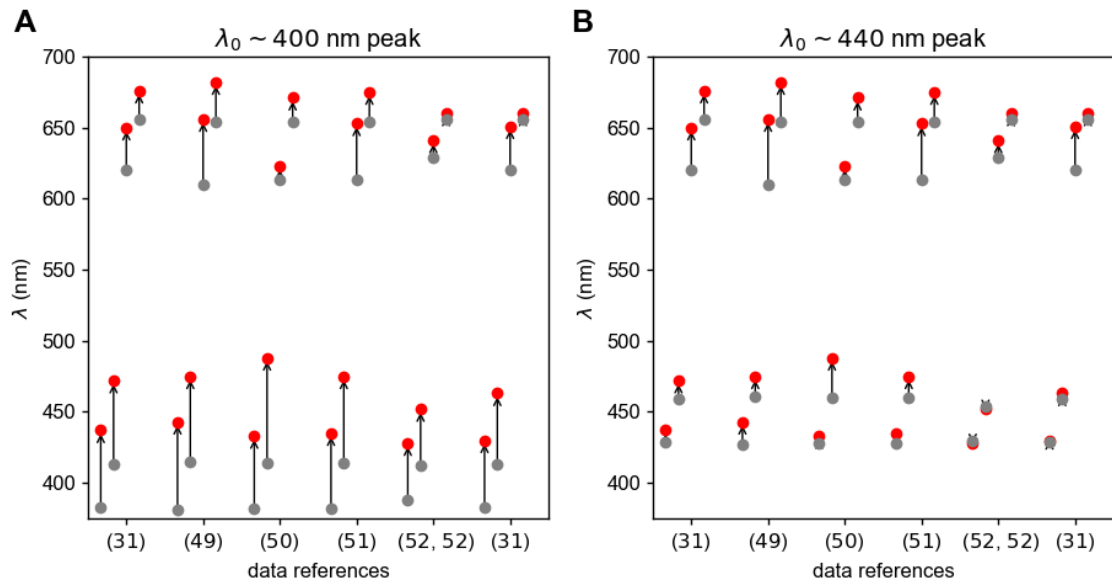 A
λ₀ ~ 400 nm peak
700
650
600
550
500
450
400
λ (nm)
(31) (49) (50) (51) (52, 52) (31)
data references
B
λ₀ ~ 440 nm peak
700
650
600
550
500
450
400
λ (nm)
(31) (49) (50) (51) (52, 52) (31)
data references